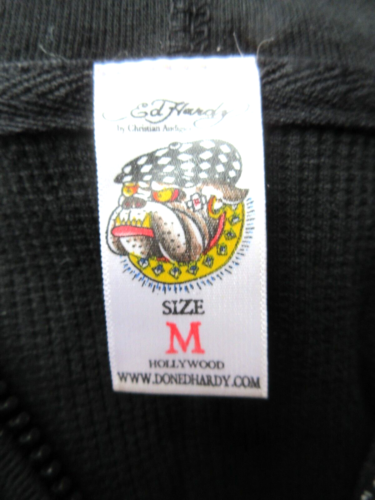 Ed Hardy
by Christian Audigier
SIZE
M
HOLLYWOOD
WWW.DONEDHARDY.COM